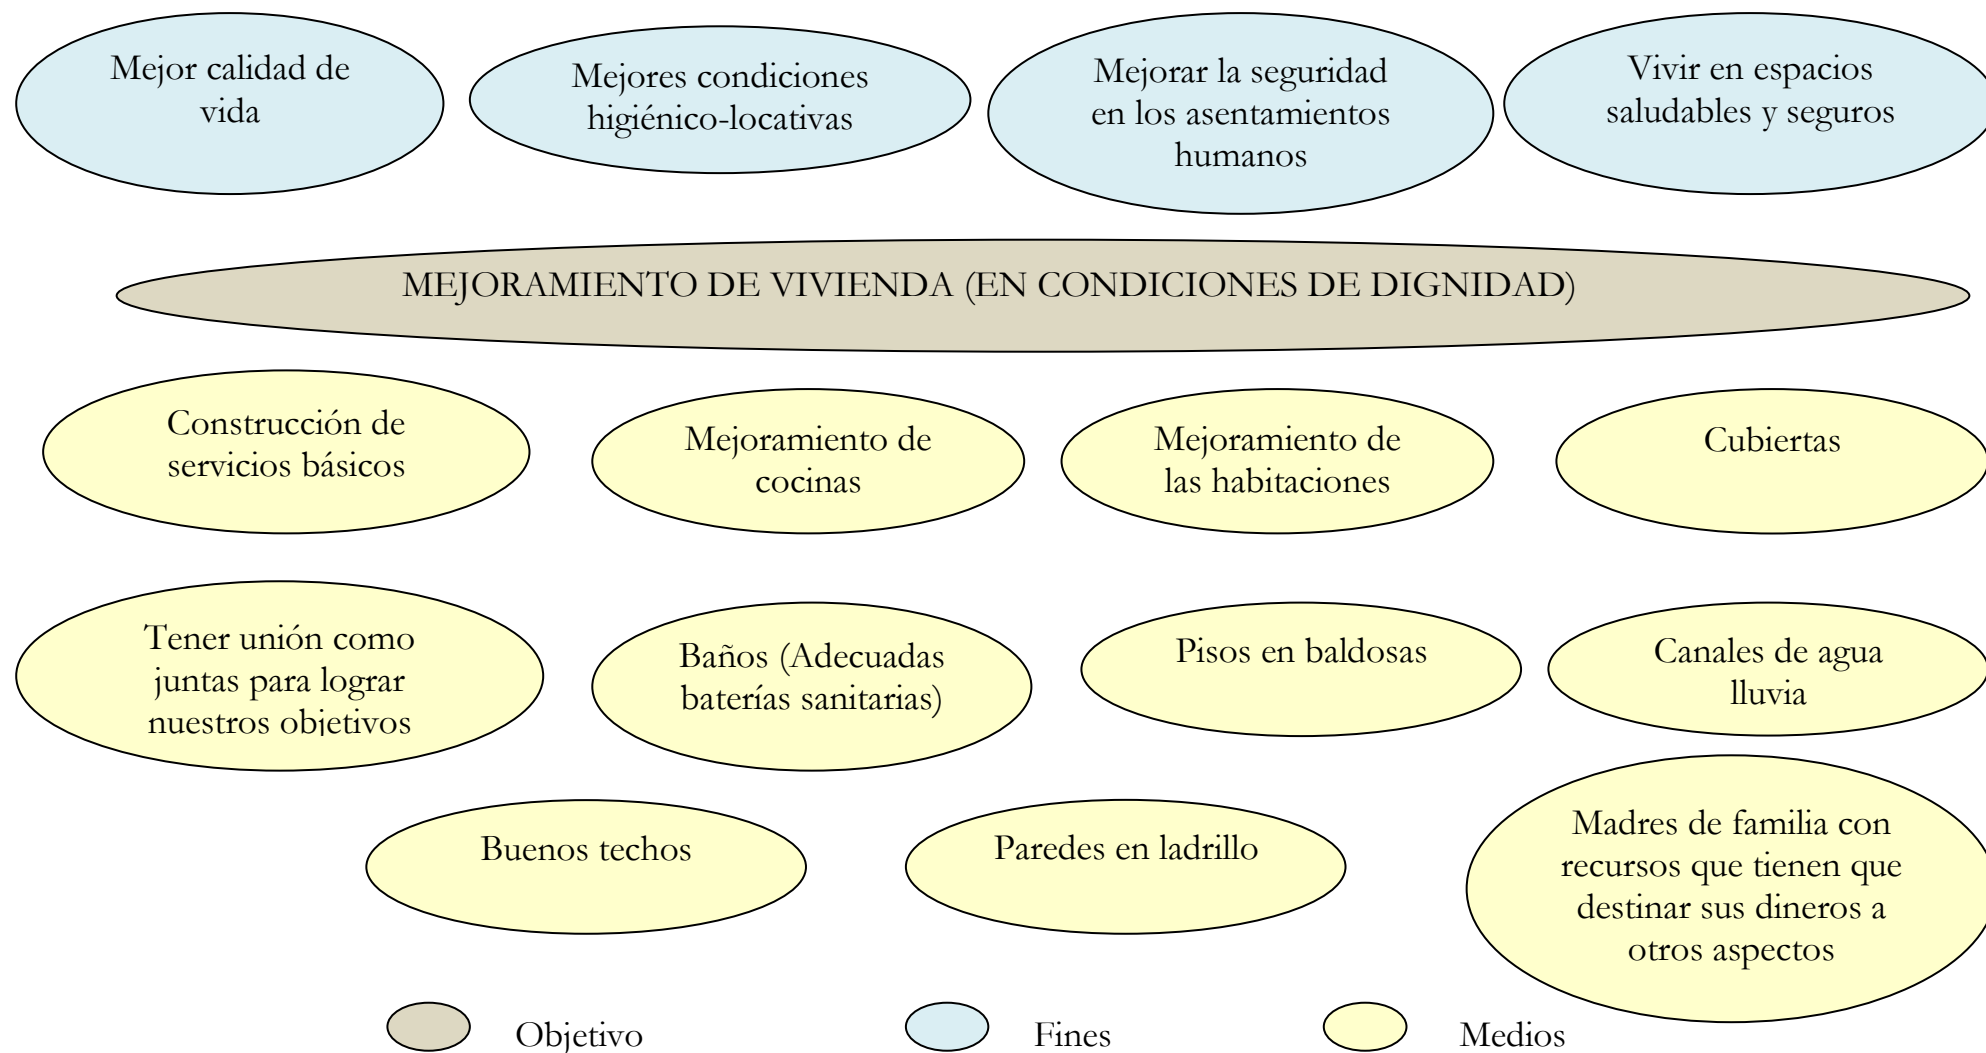 Mejor calidad de
vida
Mejores condiciones
higiénico-locativas
Mejorar la seguridad
en los asentamientos
humanos
Vivir en espacios
saludables y seguros
MEJORAMIENTO DE VIVIENDA (EN CONDICIONES DE DIGNIDAD)
Construcción de
servicios básicos
Mejoramiento de
cocinas
Mejoramiento de
las habitaciones
Cubiertas
Tener unión como
juntas para lograr
nuestros objetivos
Baños (Adecuadas
baterías sanitarias)
Pisos en baldosas
Canales de agua
lluvia
Buenos techos
Paredes en ladrillo
Madres de familia con
recursos que tienen que
destinar sus dineros a
otros aspectos
Objetivo
Fines
Medios